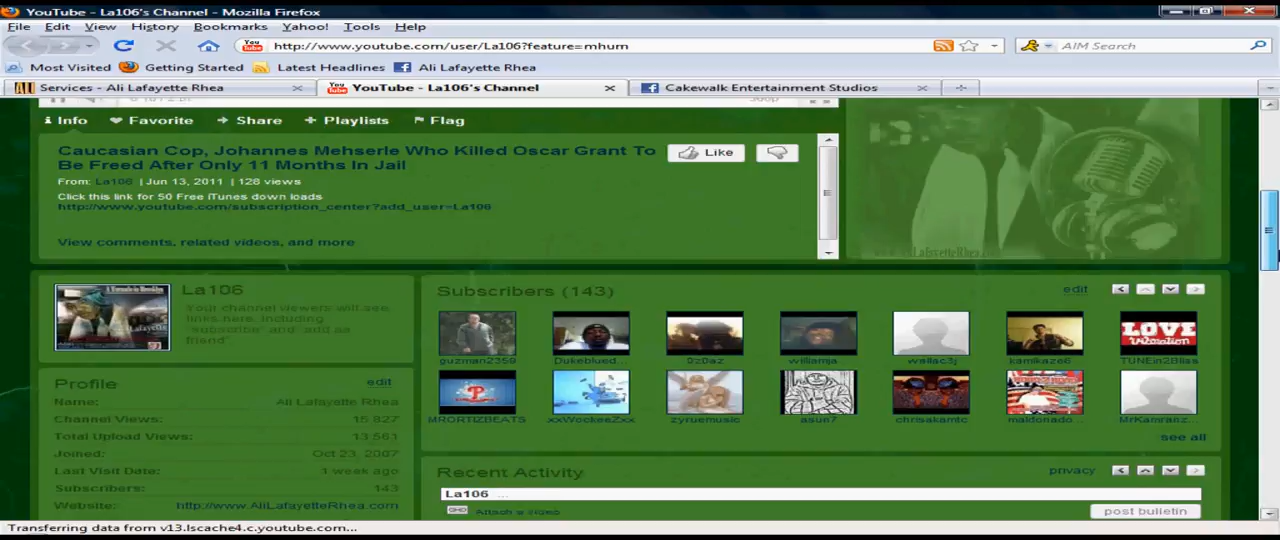 YouTube - La106's Channel - Mozilla Firefox
File Edit View History Bookmarks Yahoo! Tools Help
http://www.youtube.com/user/La106?feature=mhum
AIM Search
Most Visited Getting Started Latest Headlines Ali Lafayette Rhea
Services - Ali Lafayette Rhea
YouTube - La106's Channel
Cakewalk Entertainment Studios
Info Favorite Share Playlists Flag
Caucasian Cop, Johannes Mehserle Who Killed Oscar Grant To
Be Freed After Only 11 Months In Jail
Like
From: La106 | Jun 13, 2011 | 128 views
Click this link for 50 Free iTunes down loads
http://www.youtube.com/subscription_center?add_user=La106
View comments, related videos, and more
La106
Your channel viewers will see
links here, including
"subscribe" and "add as
friend"
Profile edit
Name: Ali Lafayette Rhea
Channel Views: 15,827
Total Upload Views: 13,561
Joined: Oct 23, 2007
Last Visit Date: 1 week ago
Subscribers: 143
Website: http://www.AliLafayetteRhea.com
Subscribers (143) edit
guzman2359 Dukeblued... 9z0az williamja wallac3j kamikaze6 TUNEin2Bliss
LOVE
Vibration
MRORTIZBEATS xxWockeeZxx zyruemusic asun7 chrisakamtc maldonado... MrKamranz...
see all
Recent Activity privacy
La106 ...
Attach a video
post bulletin
Transferring data from v13.lscache4.c.youtube.com...